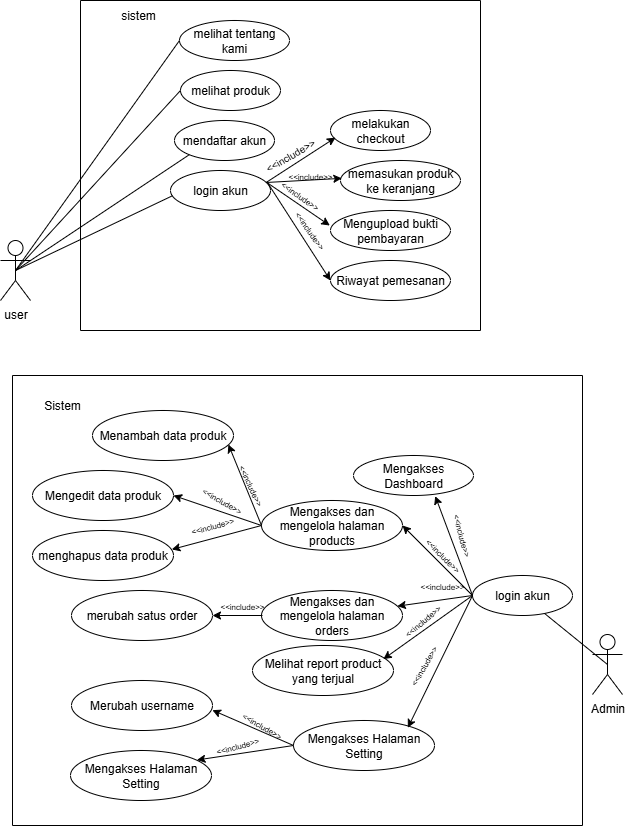 sistem
melihat tentang
kami
melihat produk
mendaftar akun
login akun
<<include>>
<<include>>
<<include>>
<<include>>
melakukan
checkout
memasukan produk
ke keranjang
Mengupload bukti
pembayaran
Riwayat pemesanan
user
Sistem
Menambah data produk
Mengedit data produk
menghapus data produk
<<include>>
<<include>>
<<include>>
Mengakses
Dashboard
Mengakses dan
mengelola halaman
products
<<include>>
<<include>>
merubah satus order
<<include>>
Mengakses dan
mengelola halaman
orders
<<include>>
login akun
Melihat report product
yang terjual
<<include>>
<<include>>
Admin
Merubah username
<<include>>
Mengakses Halaman
Setting
<<include>>
Mengakses Halaman
Setting